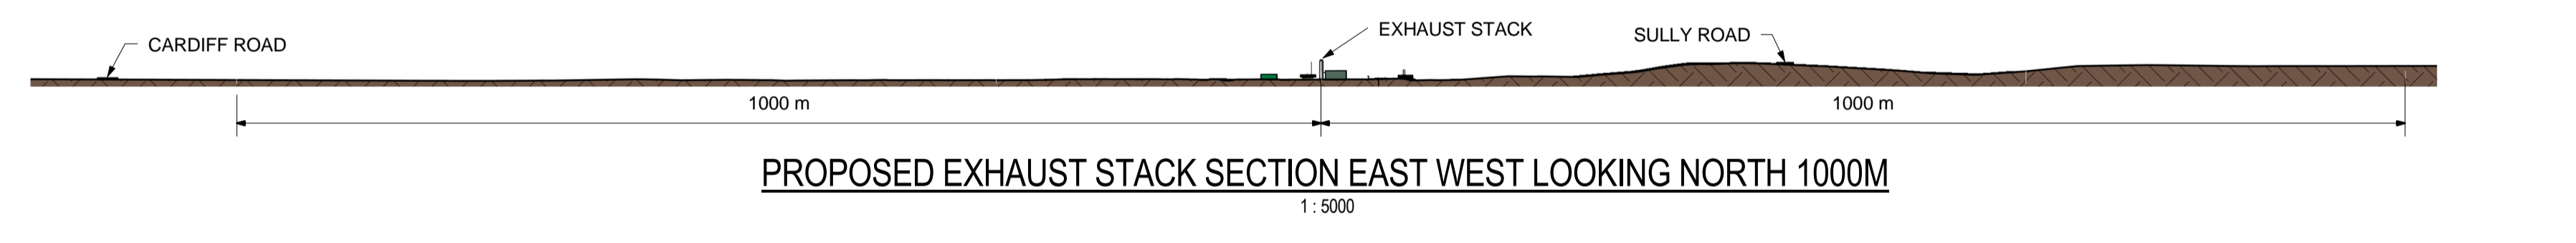 CARDIFF ROAD
EXHAUST STACK
SULLY ROAD
1000 m
1000 m
PROPOSED EXHAUST STACK SECTION EAST WEST LOOKING NORTH 1000M
1 : 5000